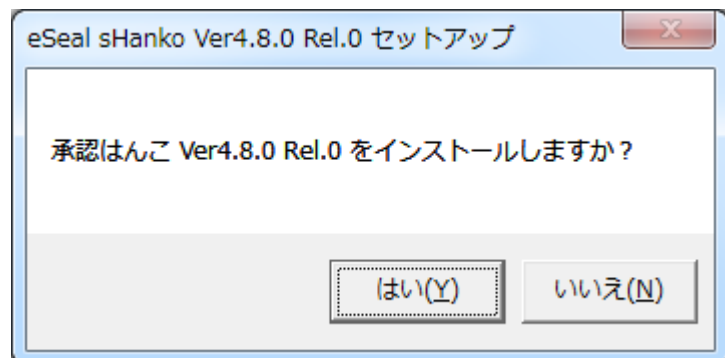 eSeal sHanko Ver4.8.0 Rel.0 セットアップ
承認はんこ Ver4.8.0 Rel.0 をインストールしますか？
はい(Y)
いいえ(N)